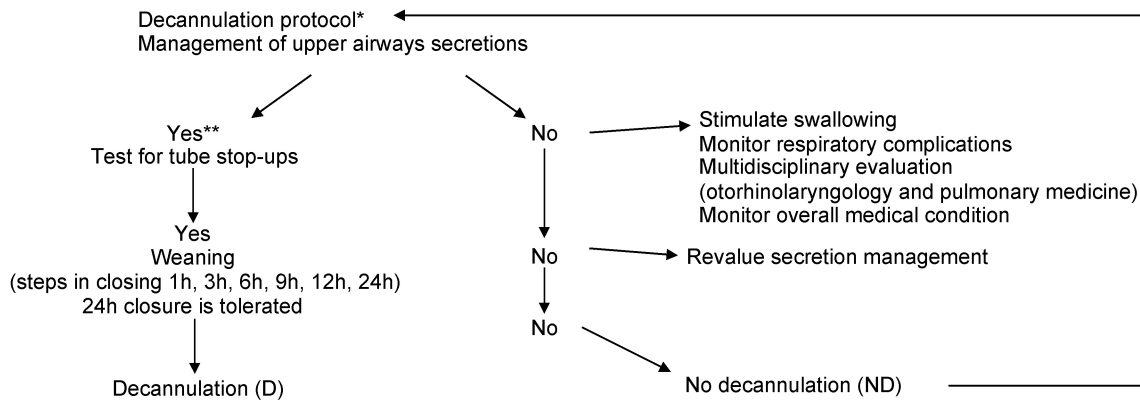 Decannulation protocol*
Management of upper airways secretions
Yes**
Test for tube stop-ups
Yes
Weaning
(steps in closing 1h, 3h, 6h, 9h, 12h, 24h)
24h closure is tolerated
Decannulation (D)
No
Stimulate swallowing
Monitor respiratory complications
Multidisciplinary evaluation
(otorhinolaryngology and pulmonary medicine)
Monitor overall medical condition
No
Revalue secretion management
No
No decannulation (ND)